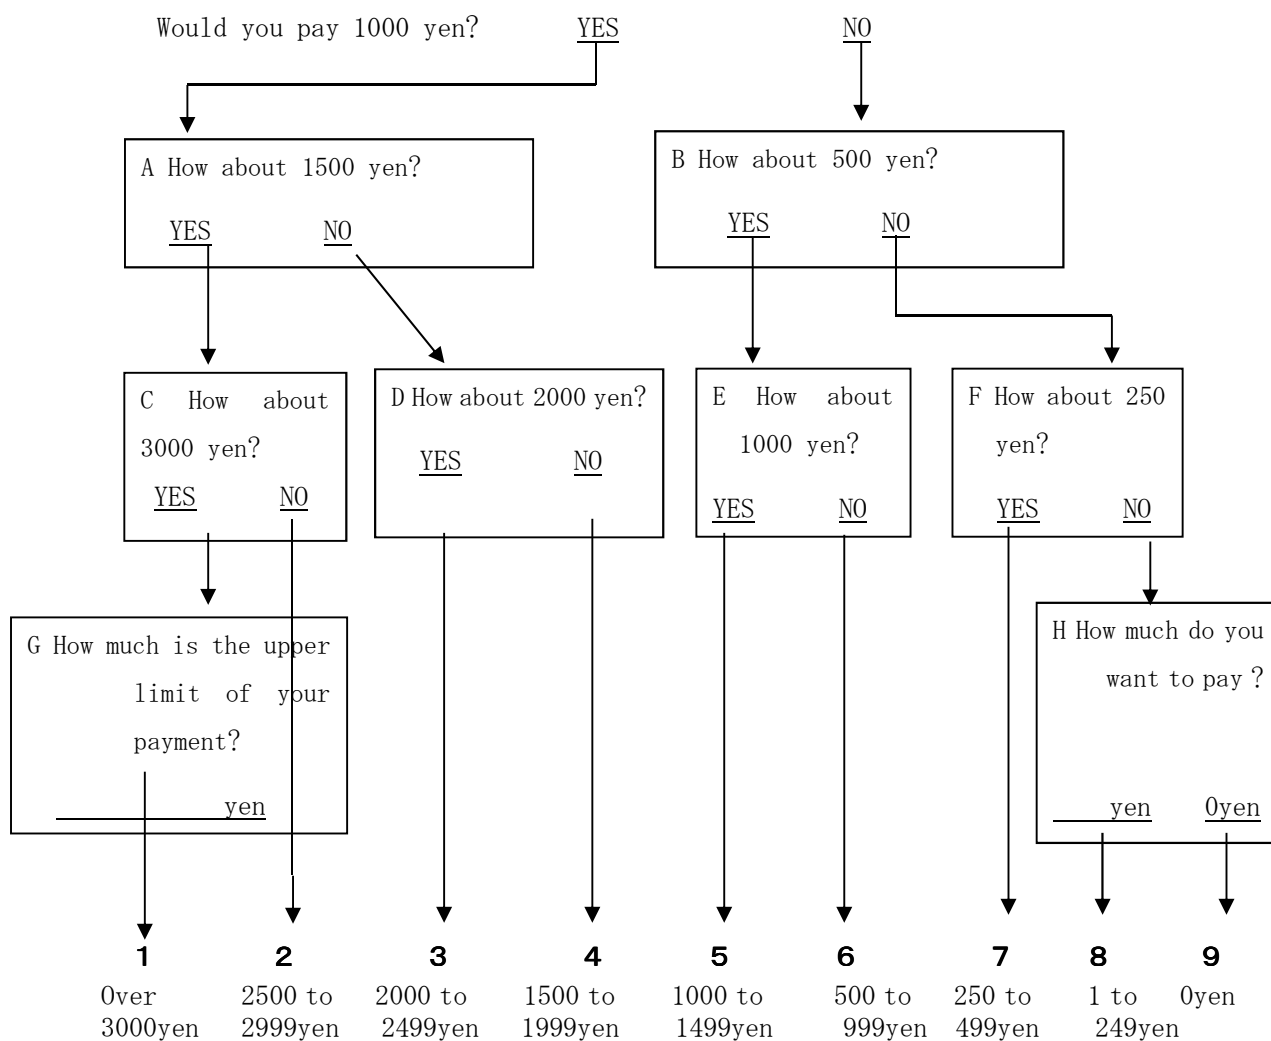 Would you pay 1000 yen? YES NO
A How about 1500 yen?
YES NO
B How about 500 yen?
YES NO
C How about
3000 yen?
YES NO
D How about 2000 yen?
YES NO
E How about
1000 yen?
YES NO
F How about 250
yen?
YES NO
G How much is the upper
limit of your
payment?
yen
H How much do you
want to pay ?
yen 0yen
1 2 3 4 5 6 7 8 9
Over 2500 to 2000 to 1500 to 1000 to 500 to 250 to 1 to 0yen
3000yen 2999yen 2499yen 1999yen 1499yen 999yen 499yen 249yen